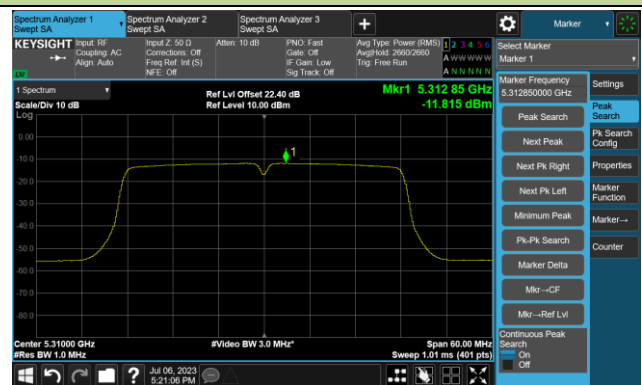 Spectrum Analyzer 1
Swept SA
Spectrum Analyzer 2
Swept SA
Spectrum Analyzer 3
Swept SA
Marker
KEYSIGHT
Input: RF
Coupling: AC
Align: Auto
Input Z: 50 Ω
Corrections: Off
Freq Ref: Int (S)
NFE: Off
Atten: 10 dB
PNO: Fast
Gate: Off
IF Gain: Low
Sig Track: Off
Avg Type: Power (RMS)
Avg|Hold: 2660/2660
Trig: Free Run
1 2 3 4 5 6
A W W W W W
A N N N N N
Select Marker
Marker 1
LW
1 Spectrum
Scale/Div 10 dB
Log
Ref Lvl Offset 22.40 dB
Ref Level 10.00 dBm
Mkr1 5.312 85 GHz
-11.815 dBm
1
0.00
-10.0
-20.0
-30.0
-40.0
-50.0
-60.0
-70.0
-80.0
Center 5.31000 GHz
#Res BW 1.0 MHz
#Video BW 3.0 MHz*
Span 60.00 MHz
Sweep 1.01 ms (401 pts)
Marker Frequency
5.312850000 GHz
Peak Search
Next Peak
Next Pk Right
Next Pk Left
Minimum Peak
Pk-Pk Search
Marker Delta
Mkr→CF
Mkr→Ref Lvl
Continuous Peak
Search
On
Off
Settings
Peak
Search
Pk Search
Config
Properties
Marker
Function
Marker→
Counter
Jul 06, 2023
5:21:06 PM